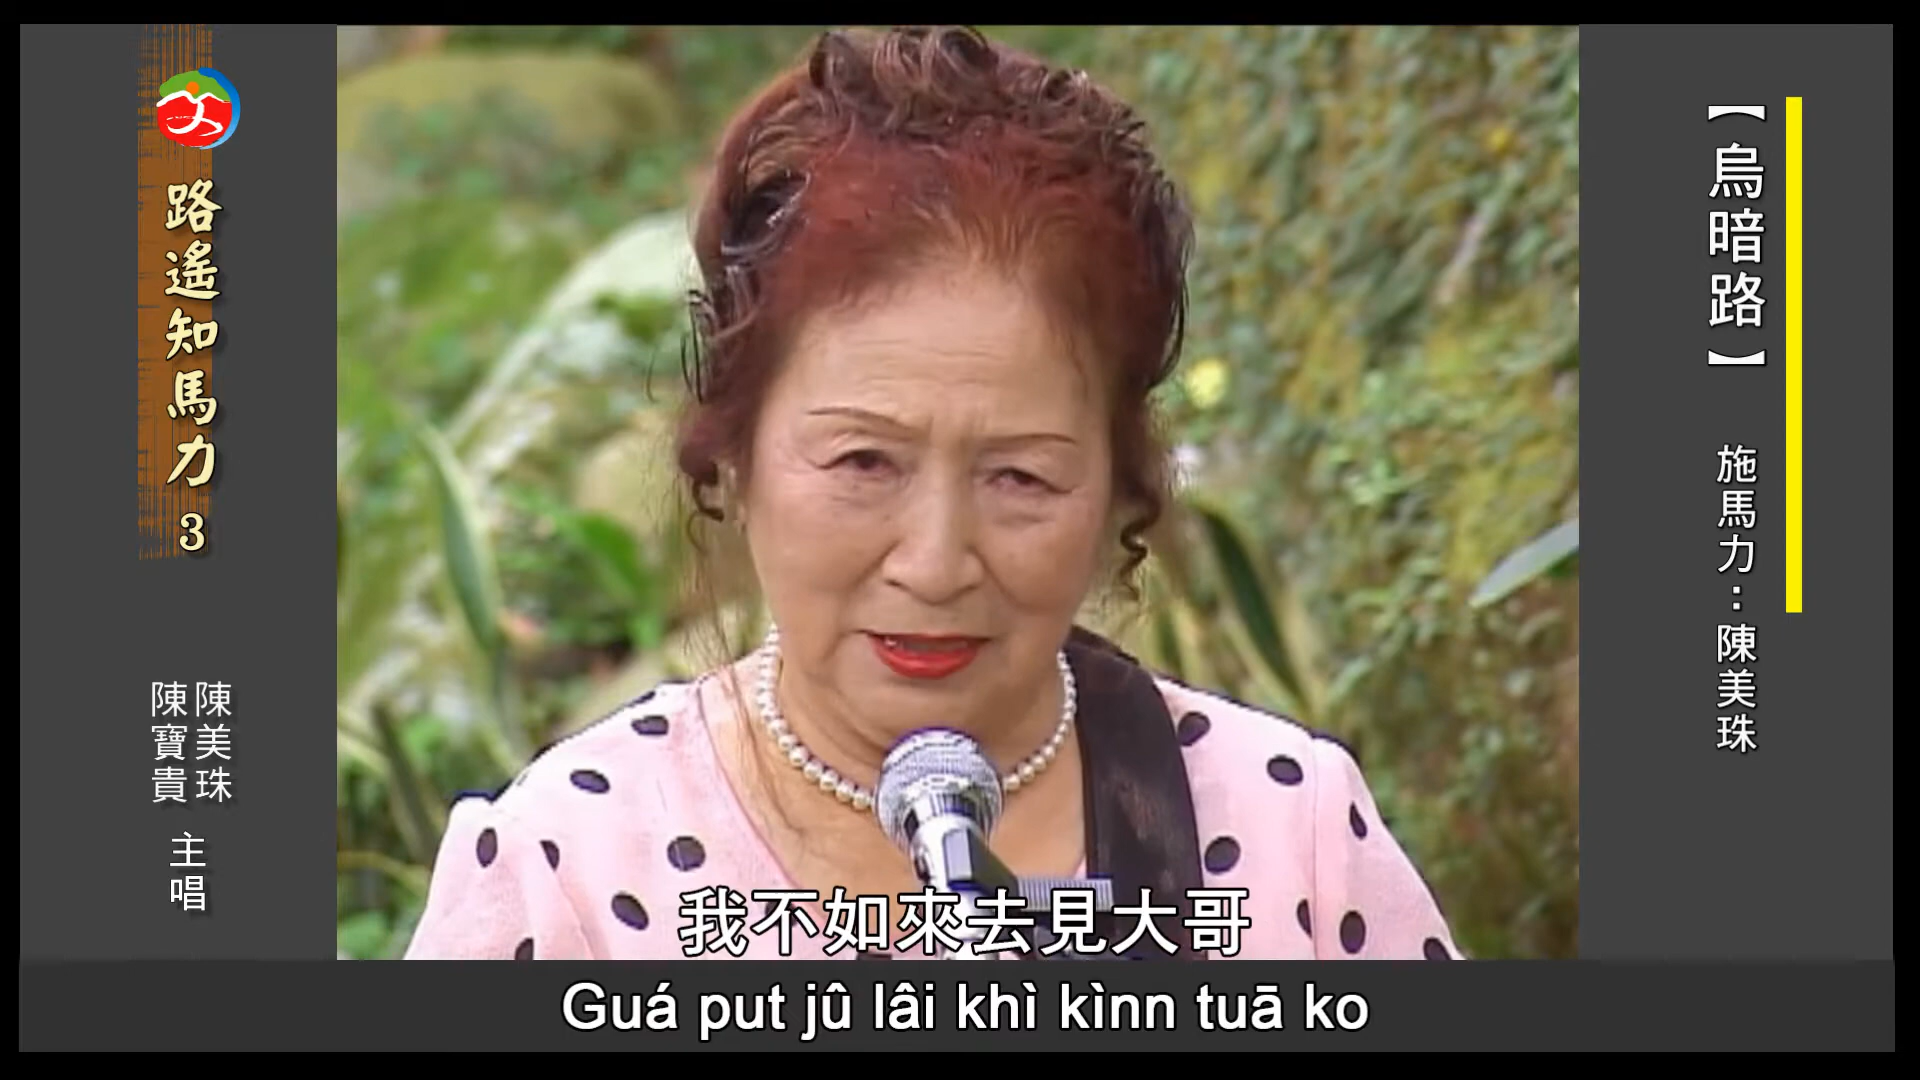 路遙知馬力 3
陳美珠
陳寶貴
主唱
【烏暗路】
施馬力：陳美珠
我不如來去見大哥
Guá put jû lâi khì kìnn tuā ko